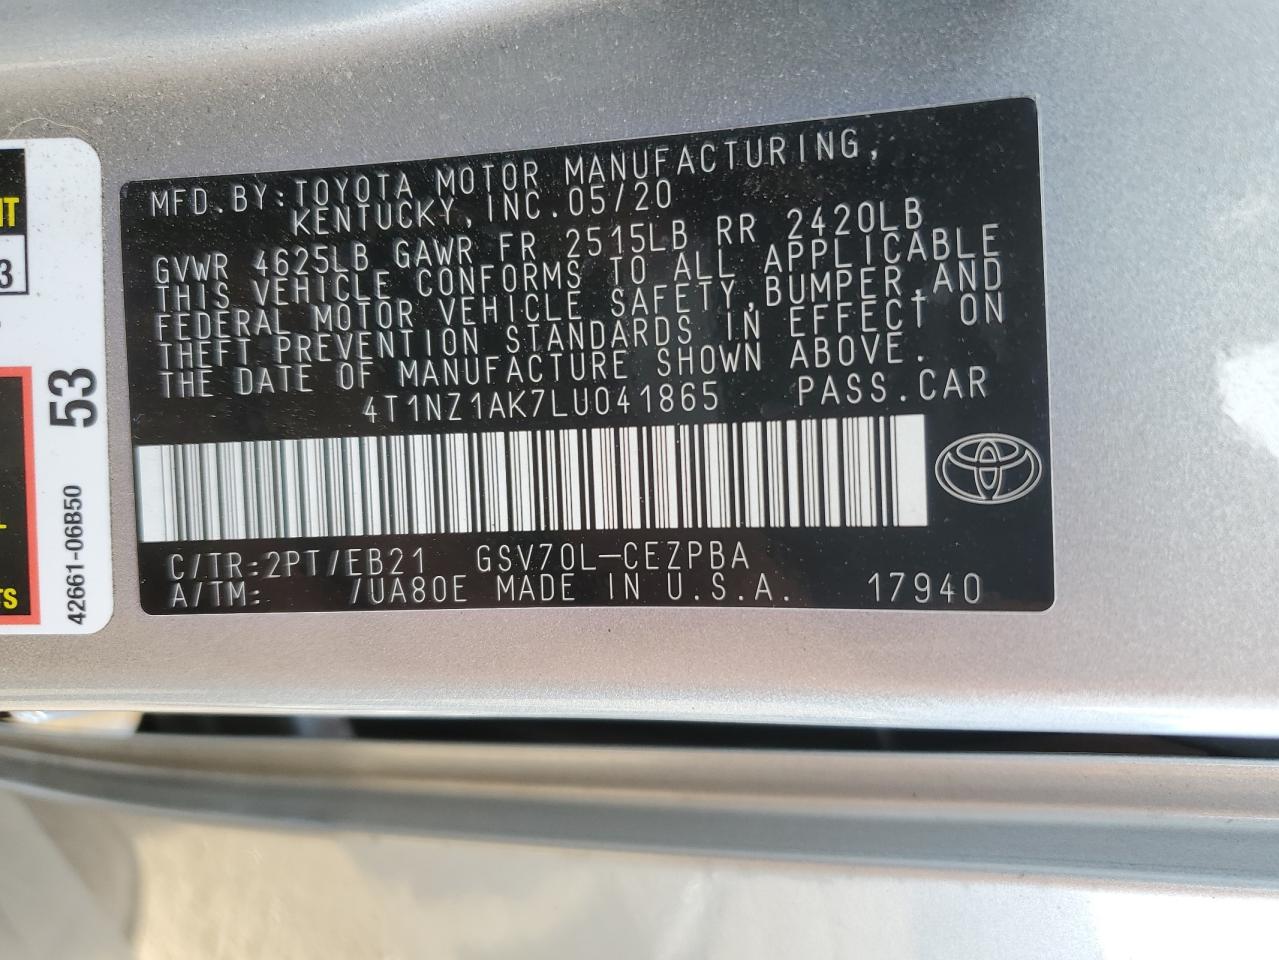 MFD.BY:TOYOTA MOTOR MANUFACTURING,
KENTUCKY,INC.05/20
GVWR 4625LB GAWR FR 2515LB RR 2420LB
THIS VEHICLE CONFORMS TO ALL APPLICABLE
FEDERAL MOTOR VEHICLE SAFETY,BUMPER,AND
THEFT PREVENTION STANDARDS IN EFFECT ON
THE DATE OF MANUFACTURE SHOWN ABOVE.
4T1NZ1AK7LU041865 PASS.CAR
C/TR:2PT/EB21 GSV70L-CEZPBA
A/TM: /UA80E MADE IN U.S.A. 17940
53
42661-06B50